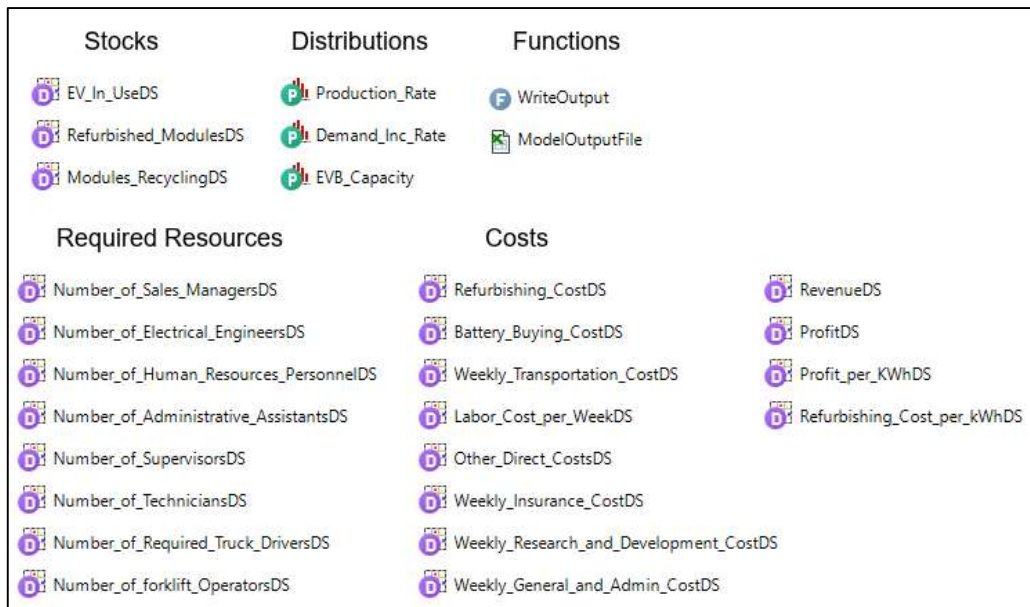 Stocks
Distributions
Functions
EV_In_UseDS
Production_Rate
WriteOutput
Refurbished_ModulesDS
Demand_Inc_Rate
ModelOutputFile
Modules_RecyclingDS
EVB_Capacity
Required Resources
Costs
Number_of_Sales_ManagersDS
Refurbishing_CostDS
RevenueDS
Number_of_Electrical_EngineersDS
Battery_Buying_CostDS
ProfitDS
Number_of_Human_Resources_PersonnelDS
Weekly_Transportation_CostDS
Profit_per_KWhDS
Number_of_Administrative_AssistantsDS
Labor_Cost_per_WeekDS
Refurbishing_Cost_per_kWhDS
Number_of_SupervisorsDS
Other_Direct_CostsDS
Number_of_TechniciansDS
Weekly_Insurance_CostDS
Number_of_Required_Truck_DriversDS
Weekly_Research_and_Development_CostDS
Number_of_forklift_OperatorsDS
Weekly_General_and_Admin_CostDS